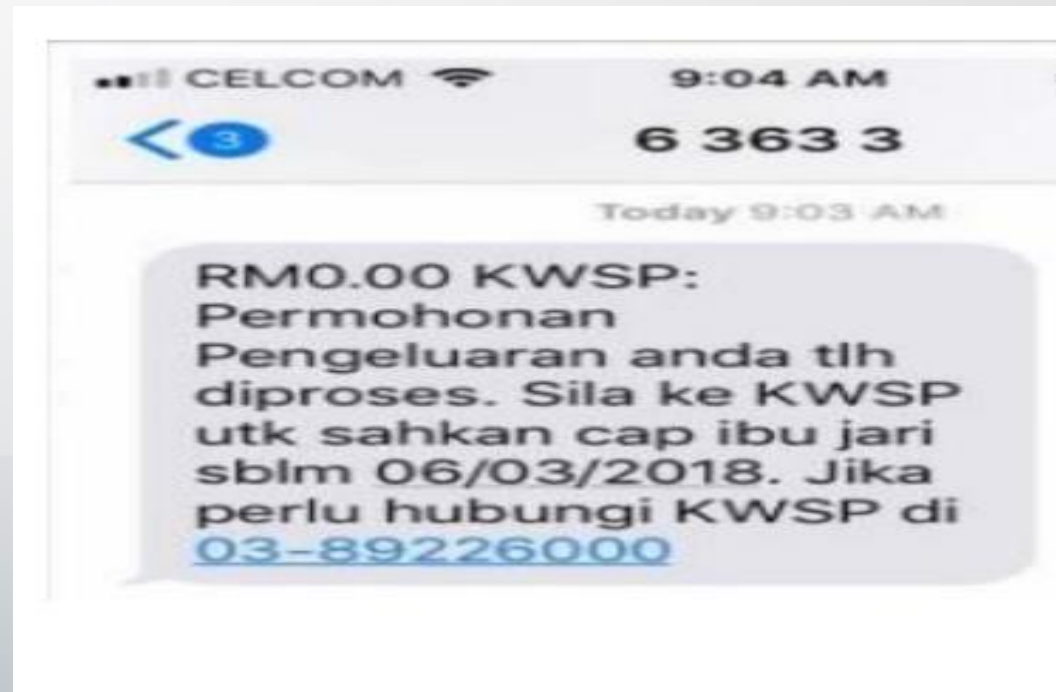 CELCOM 9:04 AM
3 6 363 3
Today 9:03 AM
RM0.00 KWSP:
Permohonan
Pengeluaran anda tlh
diproses. Sila ke KWSP
utk sahkan cap ibu jari
sblm 06/03/2018. Jika
perlu hubungi KWSP di
03-89226000